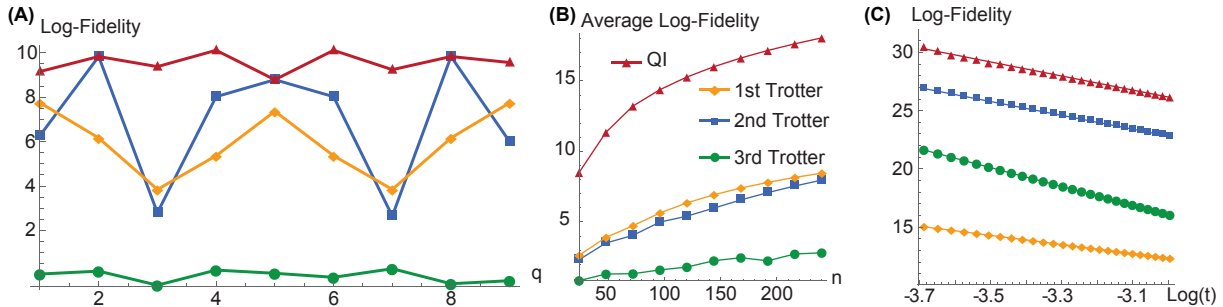 (A)
Log-Fidelity
10
8
6
4
2
2
4
6
8
q
(B)
Average Log-Fidelity
15
10
5
50
100
150
200
n
QI
1st Trotter
2nd Trotter
3rd Trotter
(C)
Log-Fidelity
30
25
20
15
-3.7
-3.5
-3.3
-3.1
Log(t)